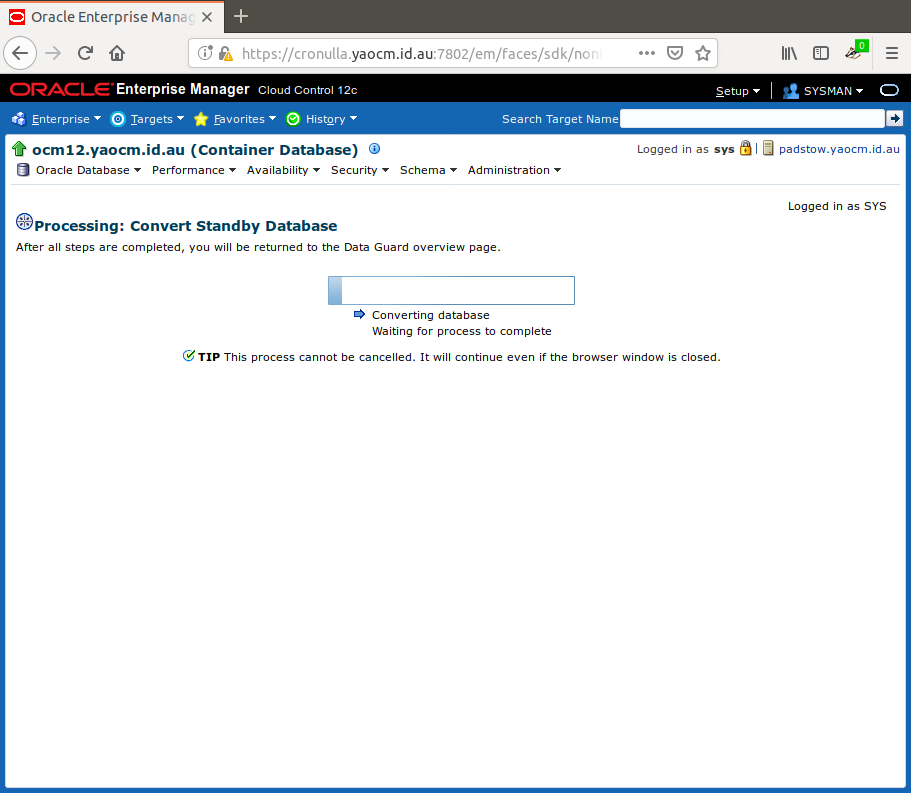 Oracle Enterprise Manag
https://cronulla.yaocm.id.au:7802/em/faces/sdk/non
0
ORACLE Enterprise Manager Cloud Control 12c
Setup SYSMAN
Enterprise Targets Favorites History Search Target Name
ocm12.yaocm.id.au (Container Database) Logged in as sys padstow.yaocm.id.au
Oracle Database Performance Availability Security Schema Administration
Logged in as SYS
Processing: Convert Standby Database
After all steps are completed, you will be returned to the Data Guard overview page.
Converting database
Waiting for process to complete
TIP This process cannot be cancelled. It will continue even if the browser window is closed.